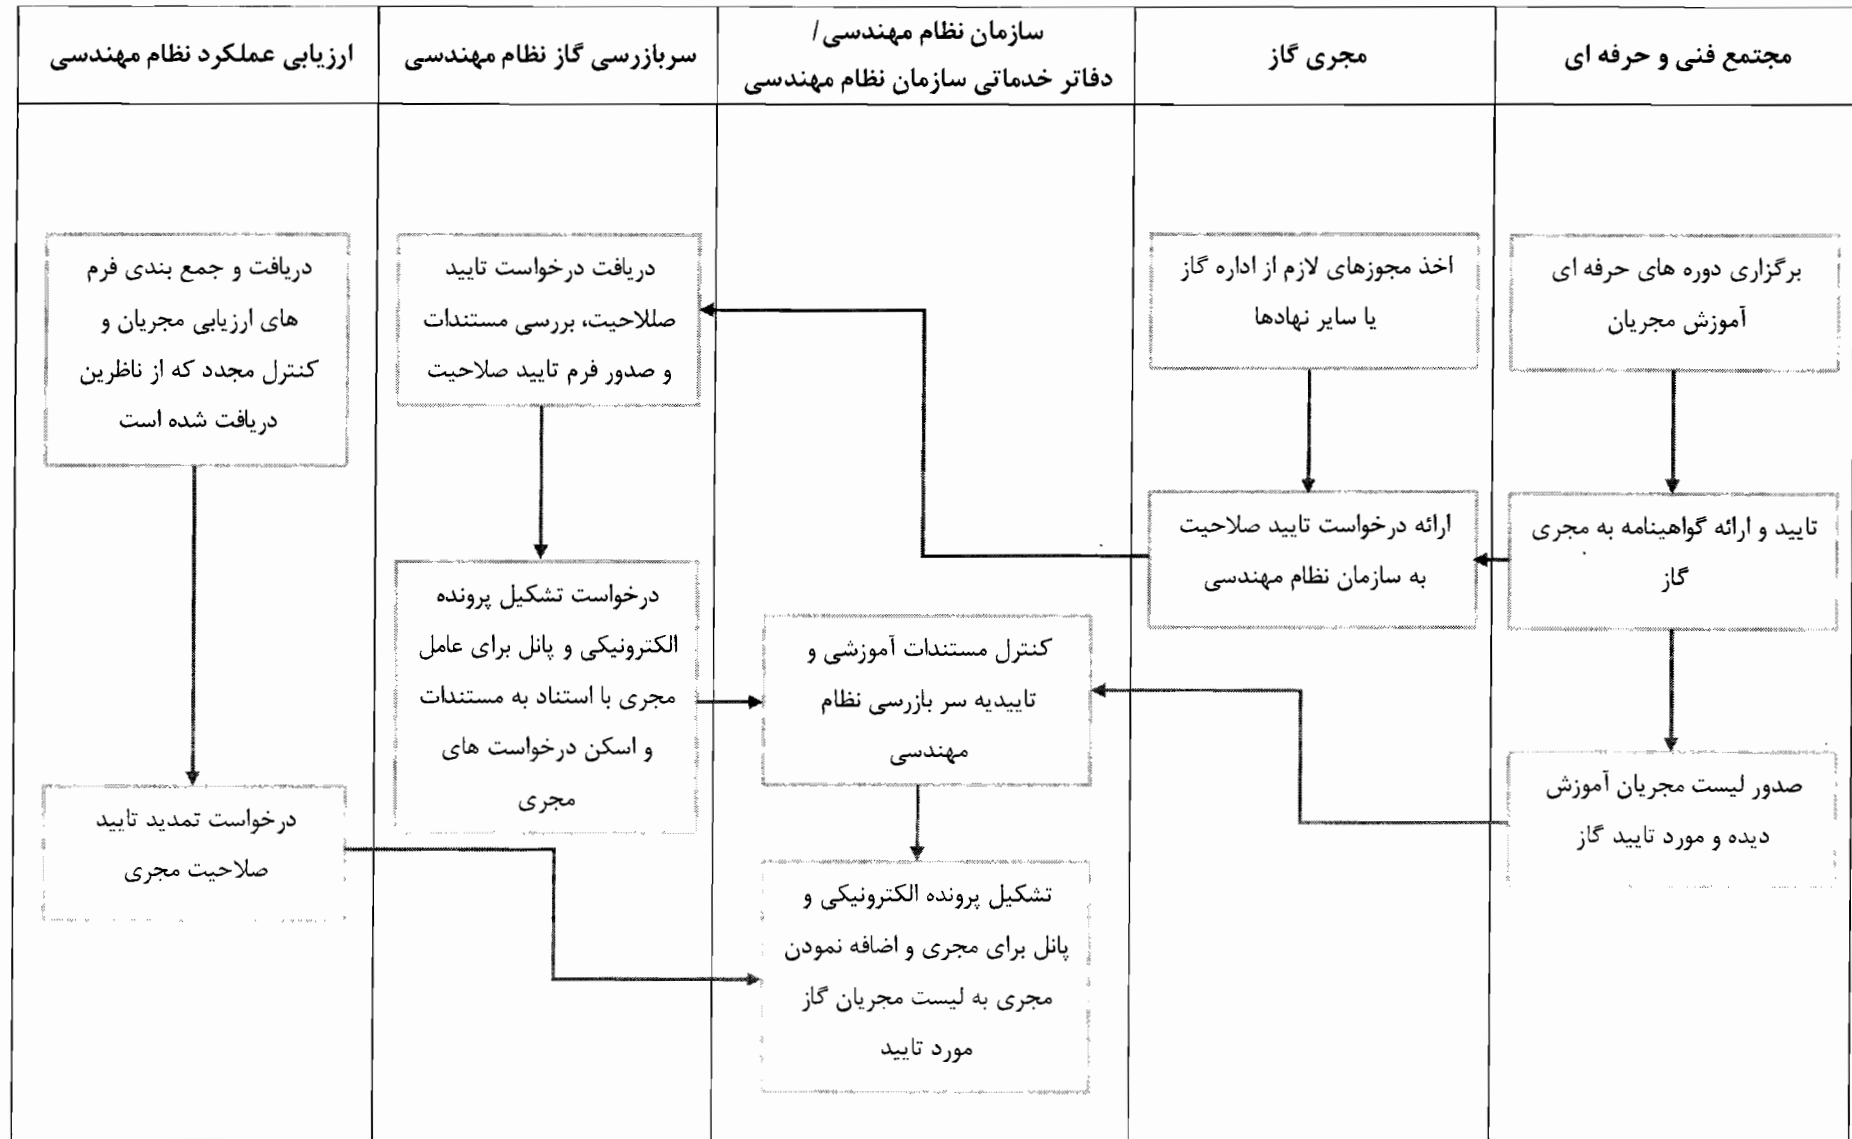 مجتمع فنی و حرفه ای
مجری گاز
سازمان نظام مهندسی/
دفاتر خدماتی سازمان نظام مهندسی
سربازرسی گاز نظام مهندسی
ارزیابی عملکرد نظام مهندسی
برگزاری دوره های حرفه ای
آموزش مجریان
تایید و ارائه گواهینامه به مجری
گاز
صدور لیست مجریان آموزش
دیده و مورد تایید گاز
اخذ مجوزهای لازم از اداره گاز
یا سایر نهادها
ارائه درخواست تایید صلاحیت
به سازمان نظام مهندسی
کنترل مستندات آموزشی و
تاییدیه سر بازرسی نظام
مهندسی
تشکیل پرونده الکترونیکی و
پانل برای مجری و اضافه نمودن
مجری به لیست مجریان گاز
مورد تایید
دریافت درخواست تایید
صللاحیت، بررسی مستندات
و صدور فرم تایید صلاحیت
درخواست تشکیل پرونده
الکترونیکی و پانل برای عامل
مجری با استناد به مستندات
و اسکن درخواست های
مجری
دریافت و جمع بندی فرم
های ارزیابی مجریان و
کنترل مجدد که از ناظرین
دریافت شده است
درخواست تمدید تایید
صلاحیت مجری